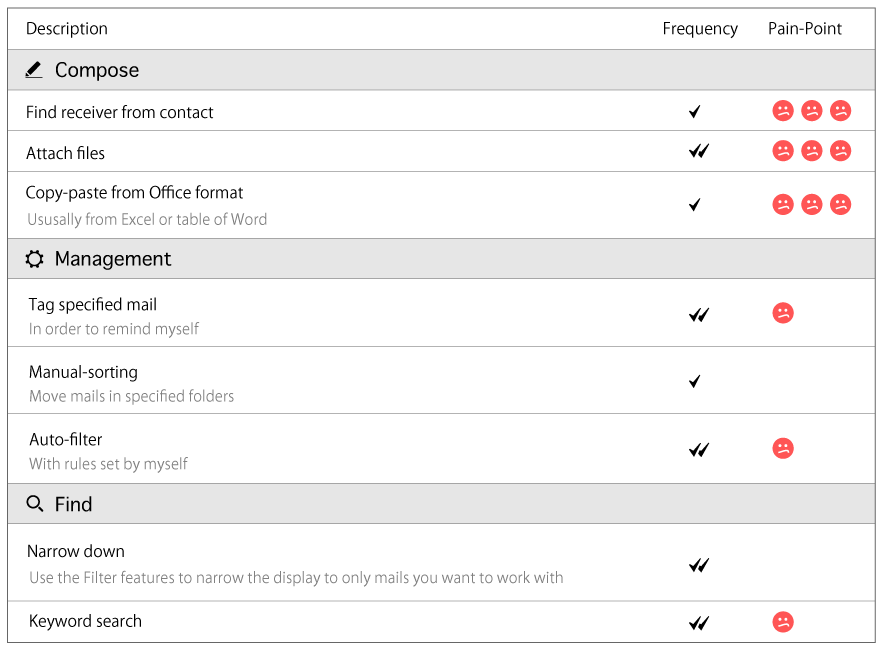 Description Frequency Pain-Point
Compose
Find receiver from contact
Attach files
Copy-paste from Office format
Ususally from Excel or table of Word
Management
Tag specified mail
In order to remind myself
Manual-sorting
Move mails in specified folders
Auto-filter
With rules set by myself
Find
Narrow down
Use the Filter features to narrow the display to only mails you want to work with
Keyword search